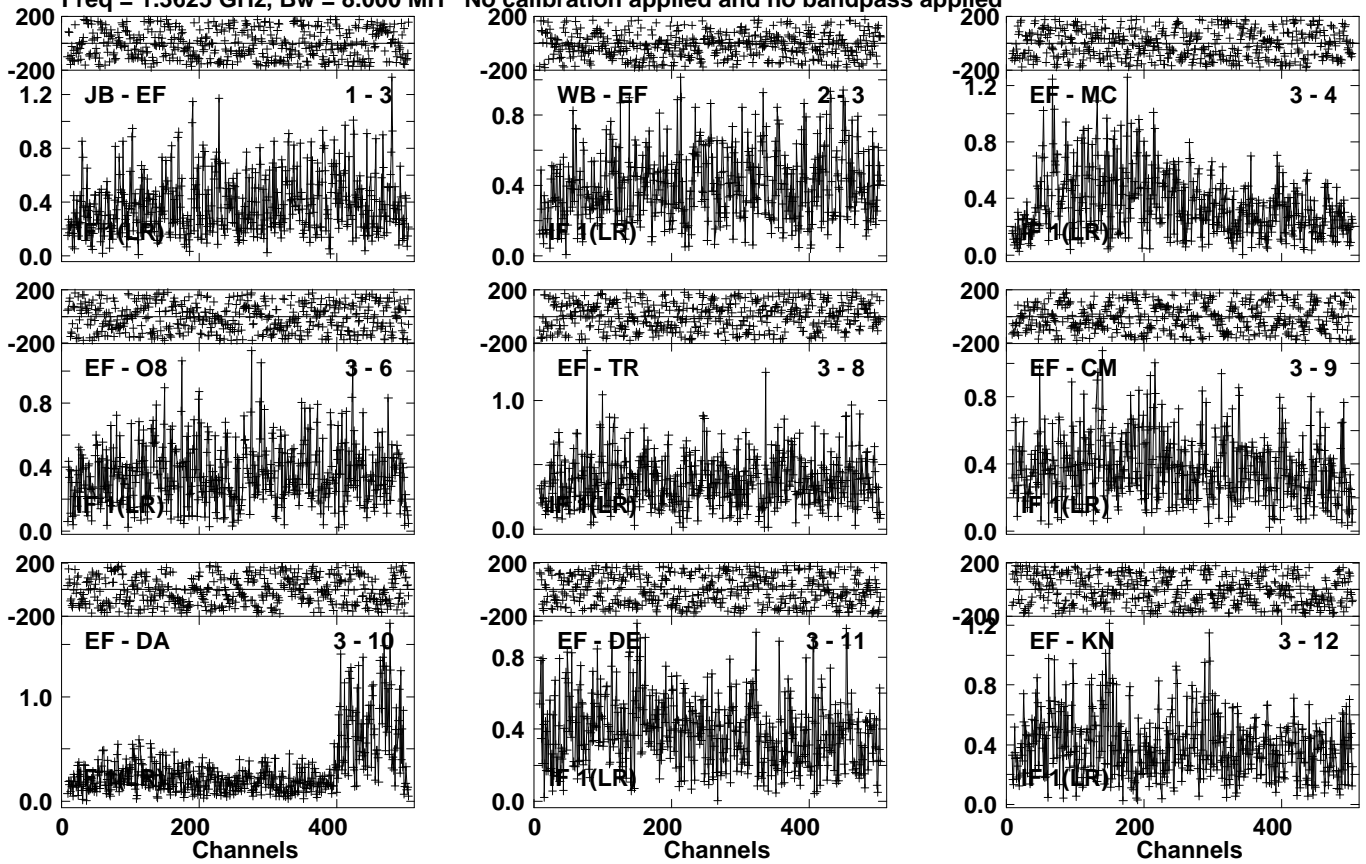 Freq = 1.3625 GHz, Bw = 8.000 MH No calibration applied and no bandpass applied
200 200 200
-200 -200 -200
JB - EF 1 - 3 WB - EF 2 - 3 EF - MC 3 - 4
1.2 0.8 1.2
0.8 0.4 0.8
0.4 0.0 0.4
IF 1(LR) IF 1(LR) IF 1(LR)
0.0 0.0
200 200 200
-200 -200 -200
EF - O8 3 - 6 EF - TR 3 - 8 EF - CM 3 - 9
0.8 1.0 0.8
0.4 0.4
IF 1(LR) IF 1(LR) IF 1(LR)
0.0 0.0 0.0
200 200 200
-200 -200 -200
EF - DA 3 - 10 EF - DE 3 - 11 EF - KN 3 - 12
1.2
1.0 0.8 0.8
0.4 0.4
IF 1(LR) IF 1(LR) IF 1(LR)
0.0 0.0 0.0
0 200 400 0 200 400 0 200 400
Channels Channels Channels